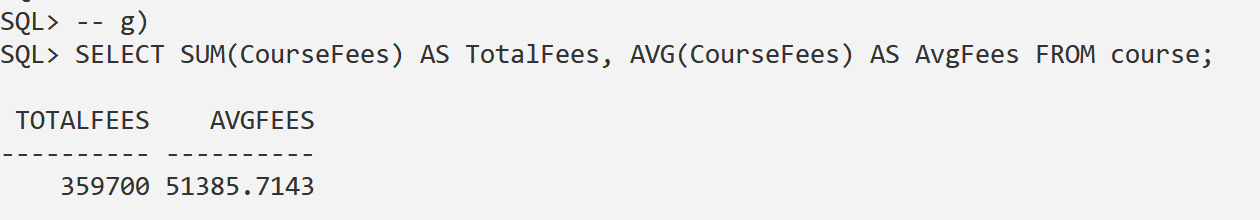 SQL> -- g)
SQL> SELECT SUM(CourseFees) AS TotalFees, AVG(CourseFees) AS AvgFees FROM course;
TOTALFEES    AVGFEES
---------- ----------
359700 51385.7143